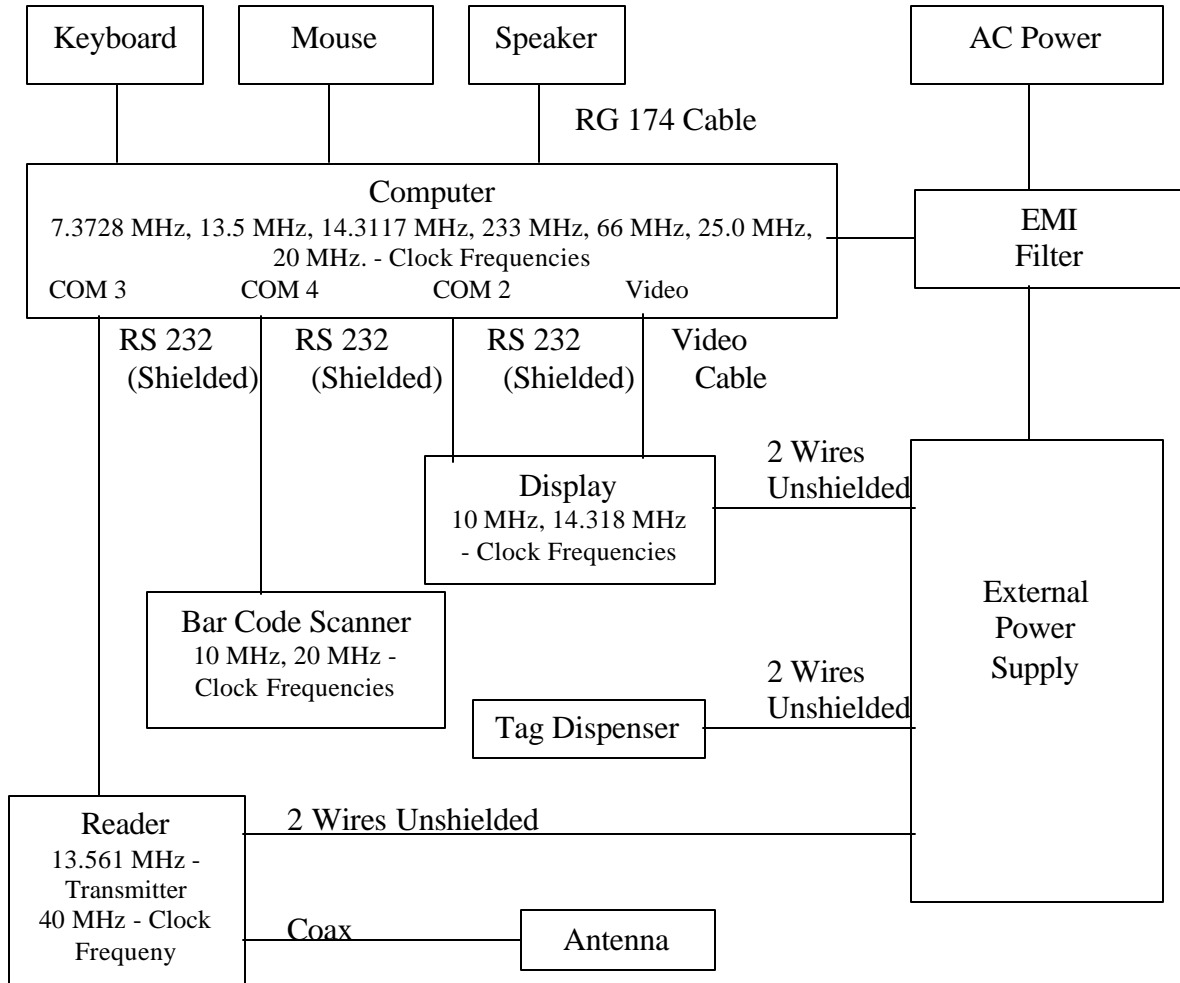 Keyboard
Mouse
Speaker
AC Power
RG 174 Cable
Computer
7.3728 MHz, 13.5 MHz, 14.3117 MHz, 233 MHz, 66 MHz, 25.0 MHz,
20 MHz. - Clock Frequencies
COM 3
COM 4
COM 2
Video
EMI
Filter
RS 232
(Shielded)
RS 232
(Shielded)
RS 232
(Shielded)
Video
Cable
Display
10 MHz, 14.318 MHz
- Clock Frequencies
2 Wires
Unshielded
External
Power
Supply
Bar Code Scanner
10 MHz, 20 MHz -
Clock Frequencies
2 Wires
Unshielded
Tag Dispenser
Reader
13.561 MHz -
Transmitter
40 MHz - Clock
Frequeny
2 Wires Unshielded
Coax
Antenna